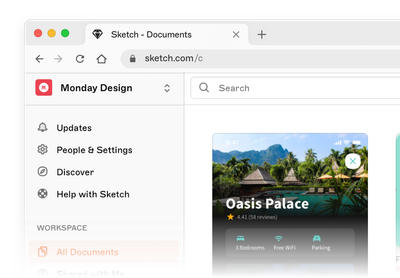 Sketch - Documents
sketch.com/c
Monday Design
Search
Updates
People & Settings
Discover
Help with Sketch
WORKSPACE
All Documents
Shared with Me
Oasis Palace
4.41 (58 reviews)
3 Bedrooms
Free WiFi
Parking